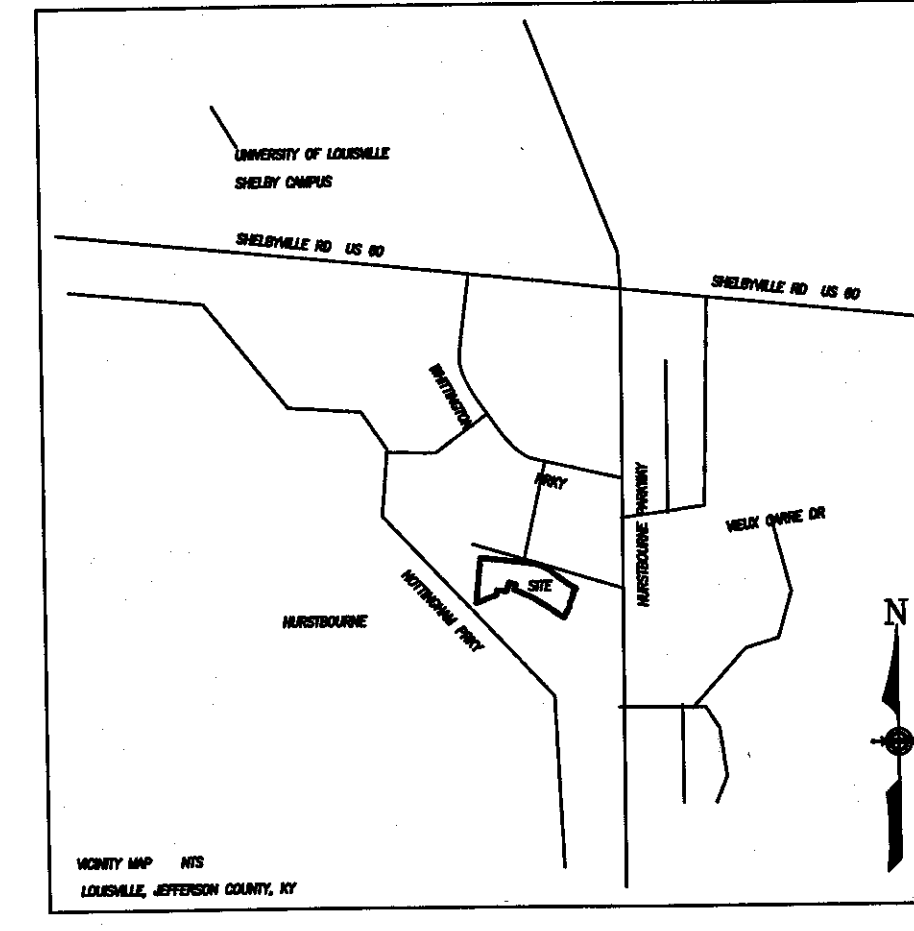 UNIVERSITY OF LOUISVILLE
SHELBY CAMPUS
SHELBYVILLE RD US 60
SHELBYVILLE RD US 60
WHITTINGTON
PRKY
HURSTBOURNE PARKWAY
VIEUX CARRE DR
SITE
NOTTINGHAM PRKY
HURSTBOURNE
N
VICINITY MAP NTS
LOUISVILLE, JEFFERSON COUNTY, KY